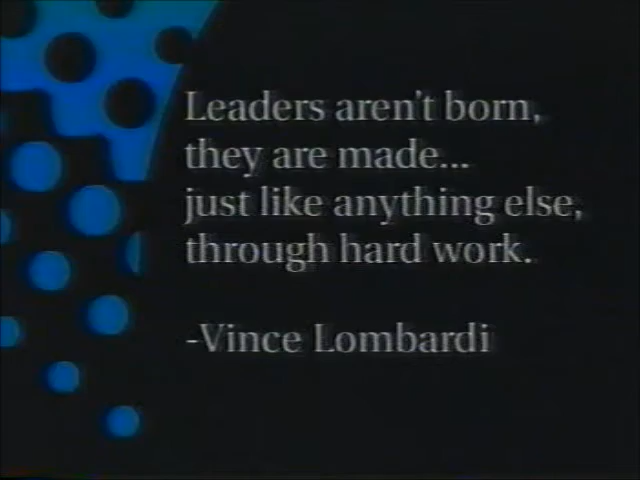 Leaders aren't born,
they are made...
just like anything else,
through hard work.
-Vince Lombardi